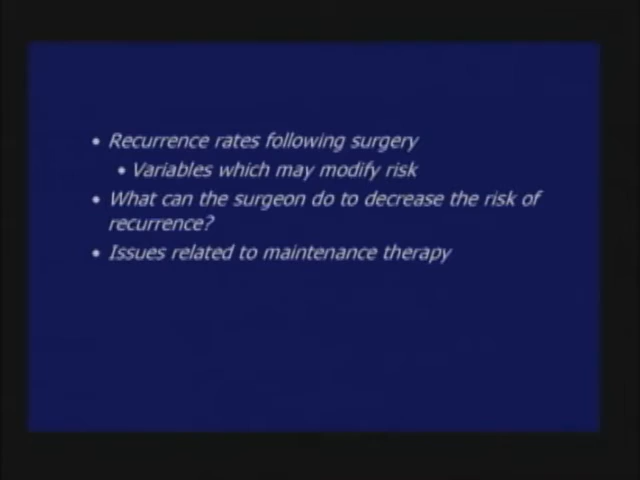 • Recurrence rates following surgery
• Variables which may modify risk
• What can the surgeon do to decrease the risk of
recurrence?
• Issues related to maintenance therapy